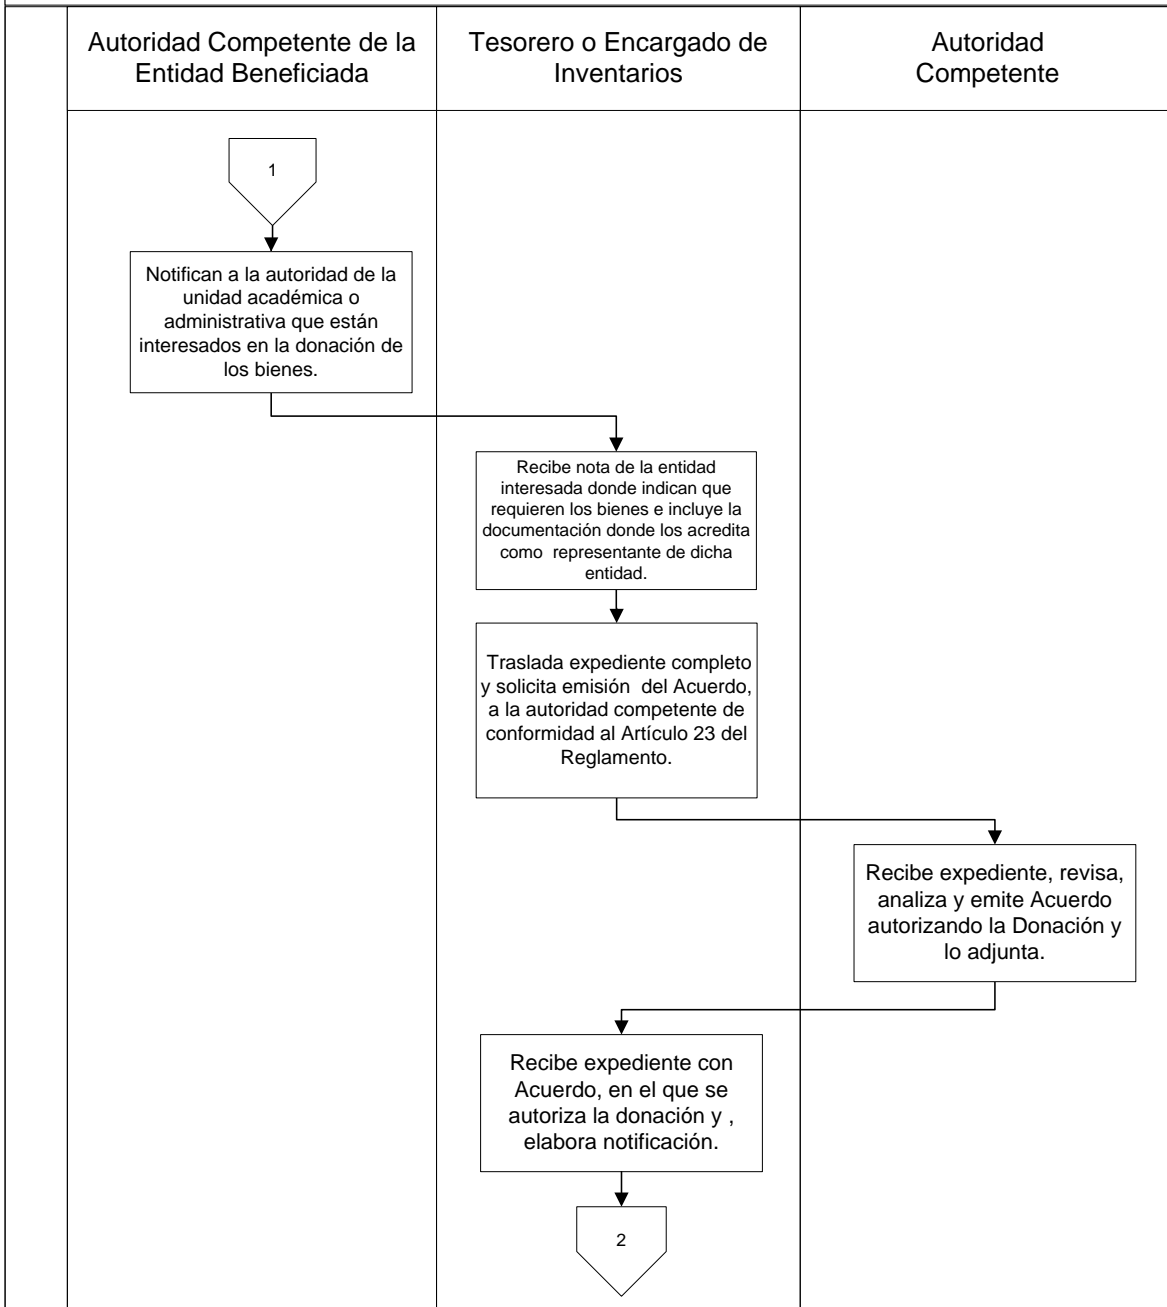 Autoridad Competente de la
Entidad Beneficiada
Tesorero o Encargado de
Inventarios
Autoridad
Competente
1
Notifican a la autoridad de la
unidad académica o
administrativa que están
interesados en la donación de
los bienes.
Recibe nota de la entidad
interesada donde indican que
requieren los bienes e incluye la
documentación donde los acredita
como representante de dicha
entidad.
Traslada expediente completo
y solicita emisión del Acuerdo,
a la autoridad competente de
conformidad al Artículo 23 del
Reglamento.
Recibe expediente, revisa,
analiza y emite Acuerdo
autorizando la Donación y
lo adjunta.
Recibe expediente con
Acuerdo, en el que se
autoriza la donación y ,
elabora notificación.
2